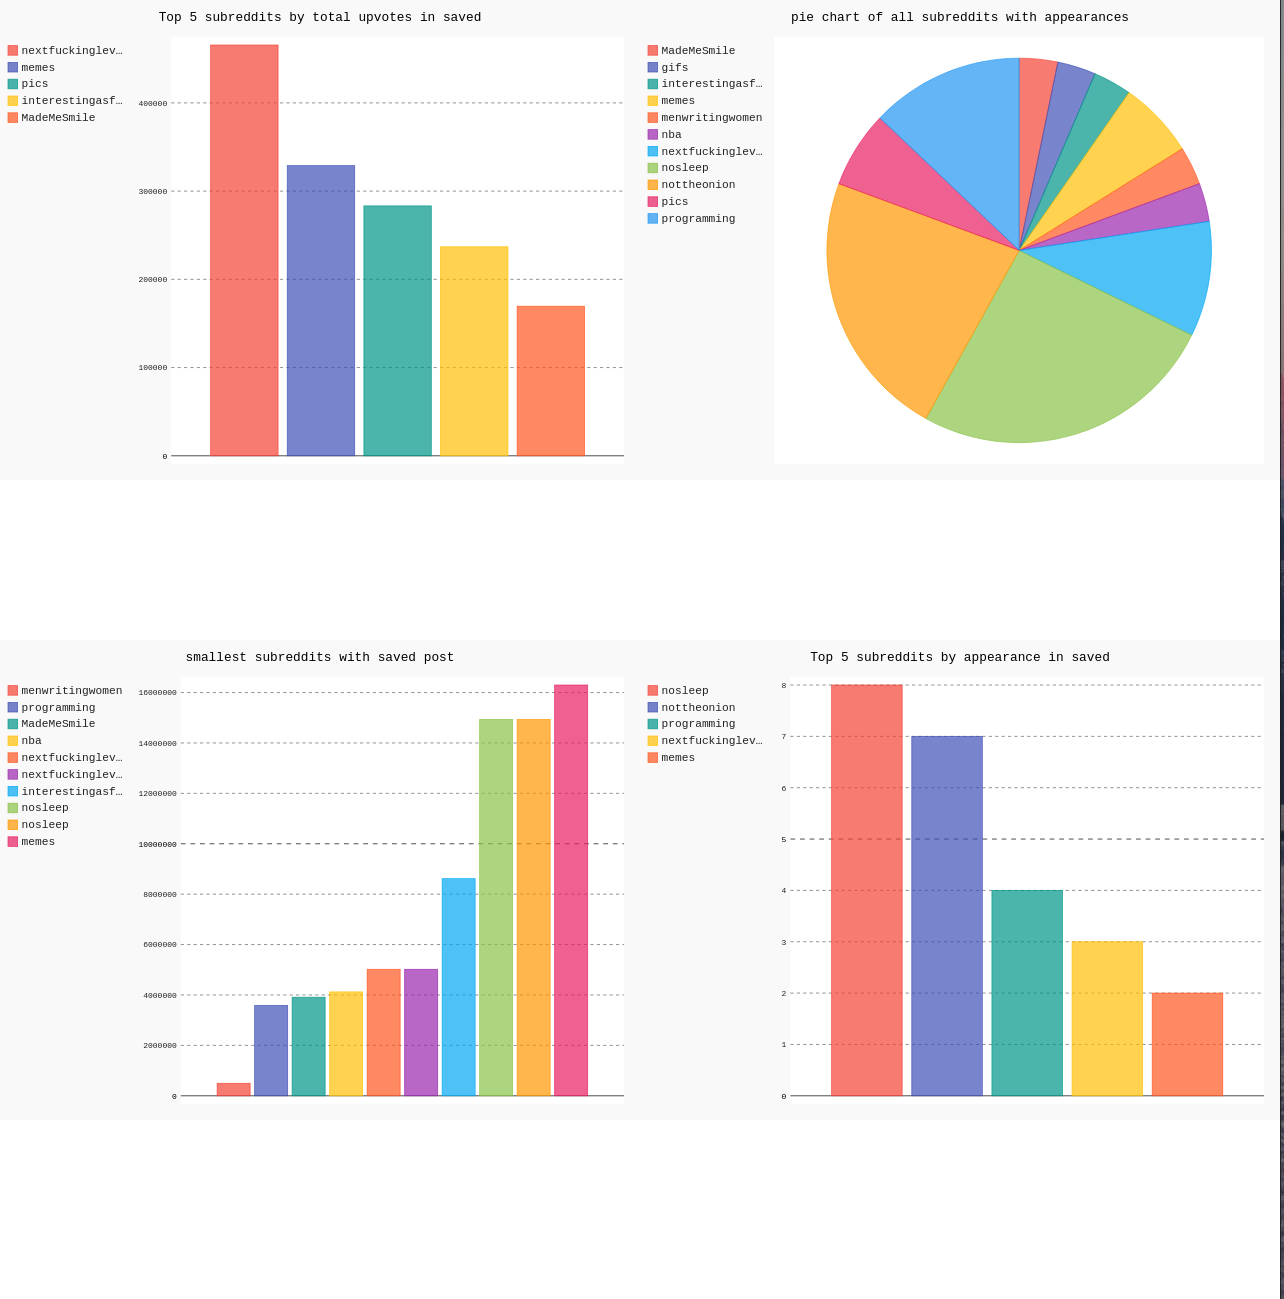 Top 5 subreddits by total upvotes in saved
nextfuckinglev…
memes
pics
interestingasf…
MadeMeSmile
400000
300000
200000
100000
0
pie chart of all subreddits with appearances
MadeMeSmile
gifs
interestingasf…
memes
menwritingwomen
nba
nextfuckinglev…
nosleep
nottheonion
pics
programming
smallest subreddits with saved post
menwritingwomen
programming
MadeMeSmile
nba
nextfuckinglev…
nextfuckinglev…
interestingasf…
nosleep
nosleep
memes
16000000
14000000
12000000
10000000
8000000
6000000
4000000
2000000
0
Top 5 subreddits by appearance in saved
nosleep
nottheonion
programming
nextfuckinglev…
memes
8
7
6
5
4
3
2
1
0